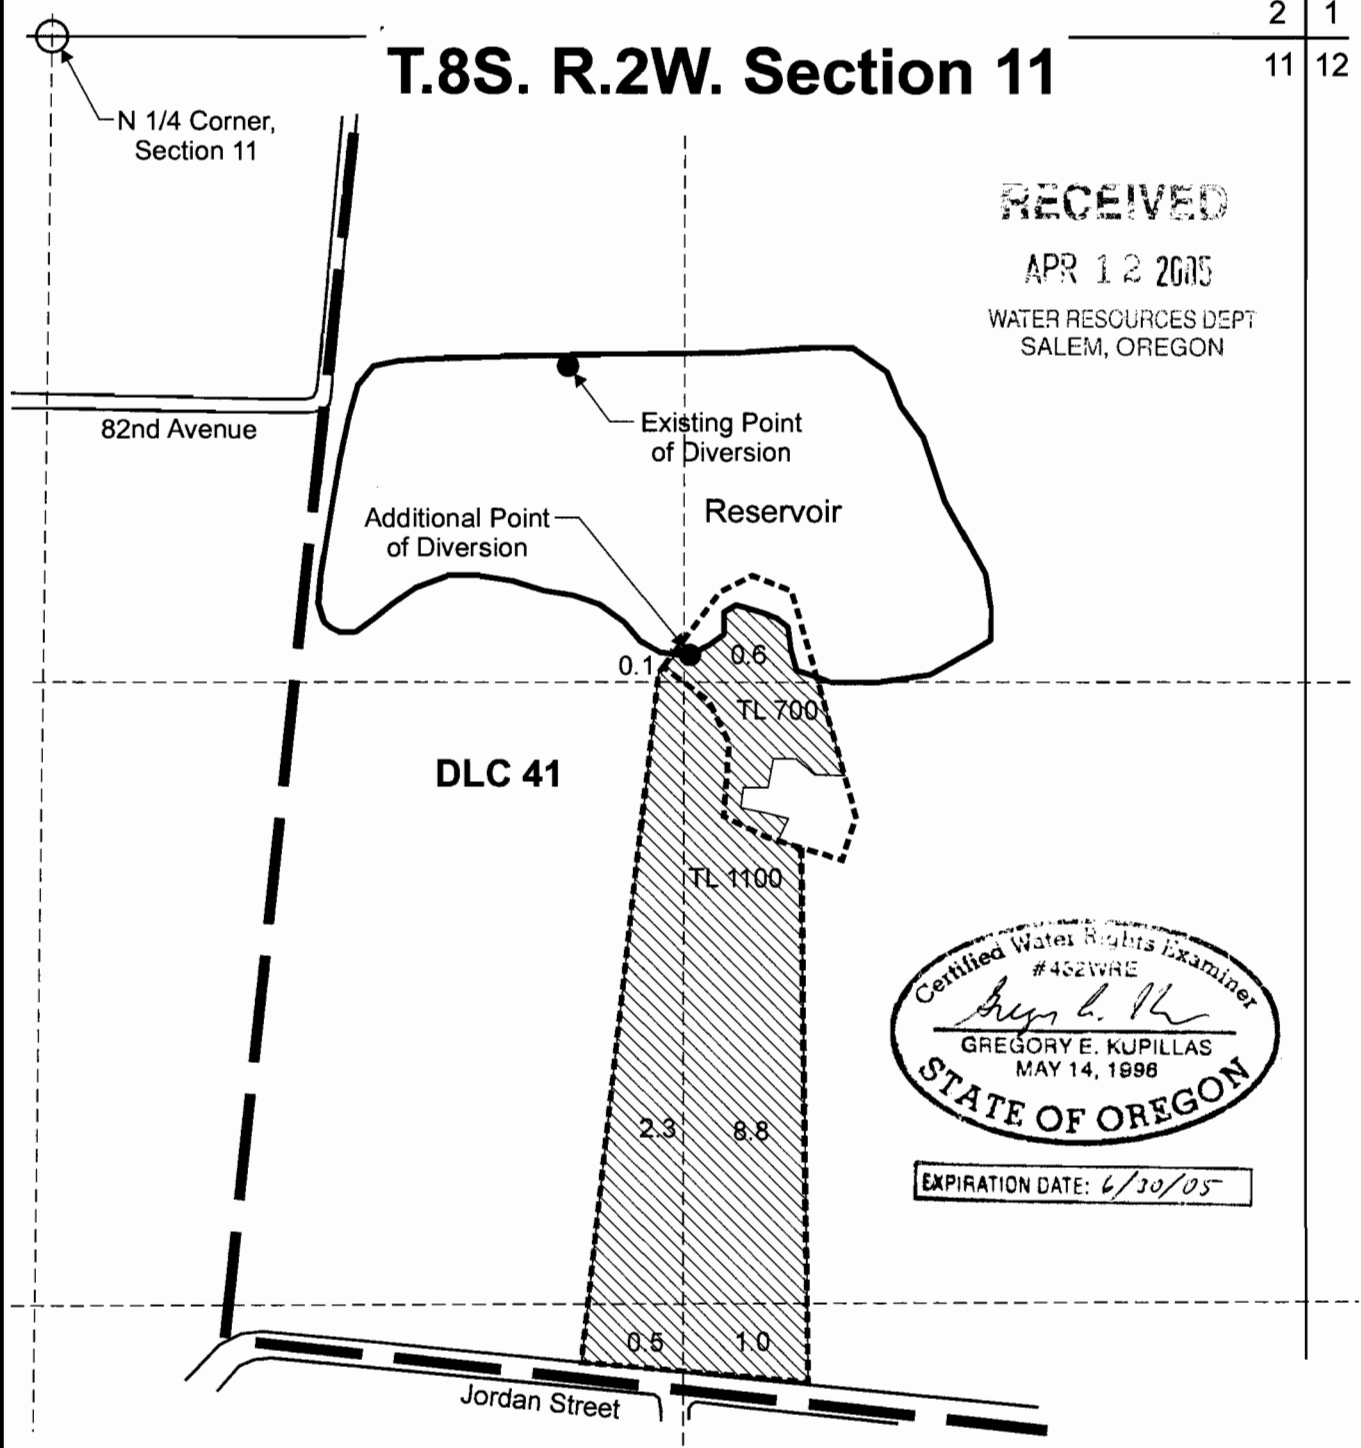 2 1
T.8S. R.2W. Section 11
11 12
N 1/4 Corner,
Section 11
RECEIVED
APR 12 2005
WATER RESOURCES DEPT
SALEM, OREGON
82nd Avenue
Existing Point
of Diversion
Additional Point
of Diversion
Reservoir
0.1
0.6
TL 700
DLC 41
TL 1100
Certified Water Rights Examiner
#432WRE
GREGORY E. KUPILLAS
MAY 14, 1996
STATE OF OREGON
2.3
8.8
EXPIRATION DATE: 6/30/05
0.5
1.0
Jordan Street